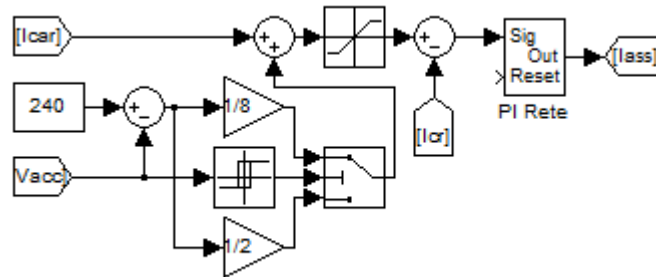 [Icar]
+
+
+
-
Sig
Out
Reset
[Iass]
PI Rete
240
+
-
1/8
[Icr]
Vacc]
1/2